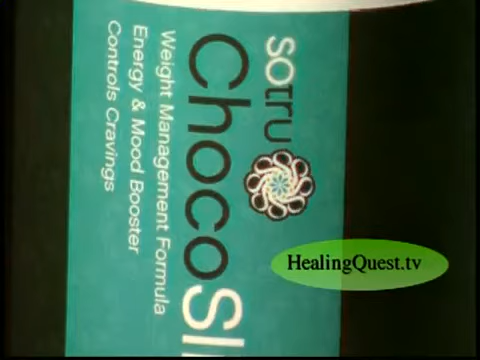 sotru
ChocoSl
Weight Management Formula
Energy & Mood Booster
Controls Cravings
HealingQuest.tv